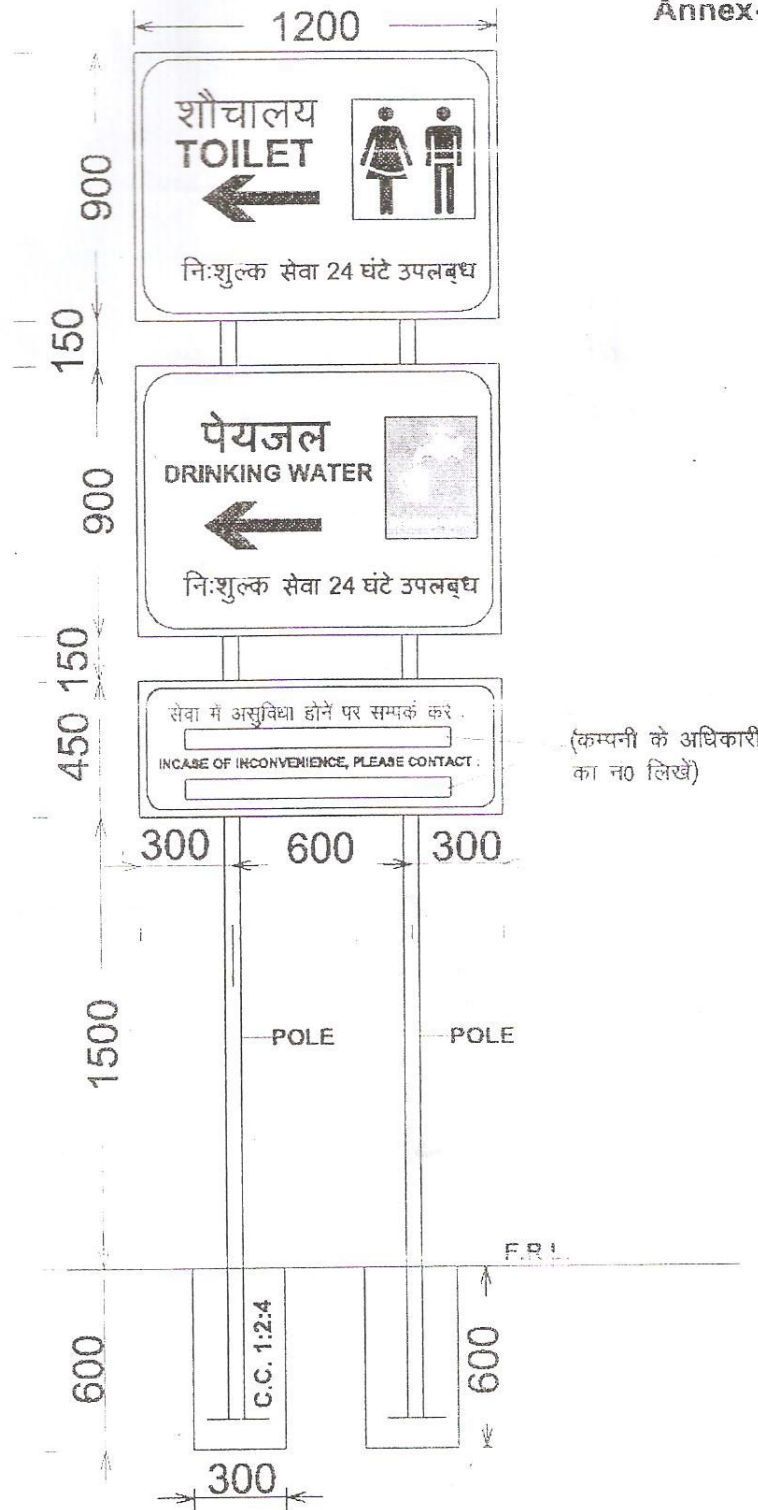 Annex-
1200
शौचालय
TOILET
900
निःशुल्क सेवा 24 घंटे उपलब्ध
150
पेयजल
DRINKING WATER
900
निःशुल्क सेवा 24 घंटे उपलब्ध
150
सेवा में असुविधा होनें पर सम्पर्क करें :
450
INCASE OF INCONVENIENCE, PLEASE CONTACT :
(कम्पनी के अधिकारी
का न0 लिखें)
300 600 300
1500
POLE POLE
F.R.L.
600
C.C. 1:2:4
600
300